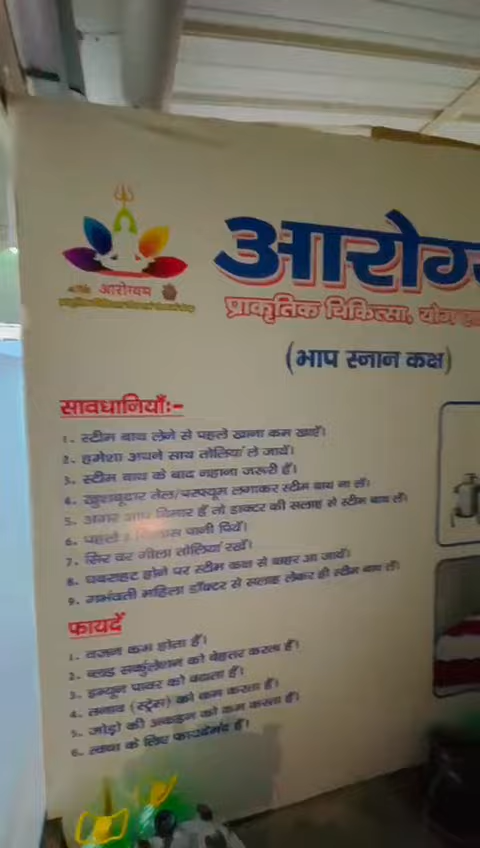 आरोग्यम
आरोग्य
प्राकृतिक चिकित्सा, योग
(भाप स्नान कक्ष)
सावधानियाँ:-
1. स्टीम बाथ लेने से पहले खाना कम खाऐं।
2. हमेशा अपने साथ तोलियां ले जायें।
3. स्टीम बाथ के बाद नहाना जरूरी हैं।
4. खुशबूदार तेल/परफ्यूम लगाकर स्टीम बाथ ना लें।
5. अगर आप बिमार हैं तो डाक्टर की सलाह से स्टीम बाथ लें।
6. पहले गिलास पानी पियें।
7. सिर पर गीला तोलियां रखें।
8. घबराहट होने पर स्टीम कक्ष से बाहर आ जायें।
9. गर्भवती महिला डॉक्टर से सलाह लेकर ही स्टीम बाथ लें।
फायदें
1. वजन कम होता हैं।
2. ब्लड सर्कुलेशन को बेहतर करता हैं।
3. इम्यून पावर को बढाता हैं।
4. तनाव (स्ट्रेस) को कम करता हैं।
5. जोड़ो की अकड़न को कम करता हैं।
6. त्वचा के लिए फायदेमंद हैं।